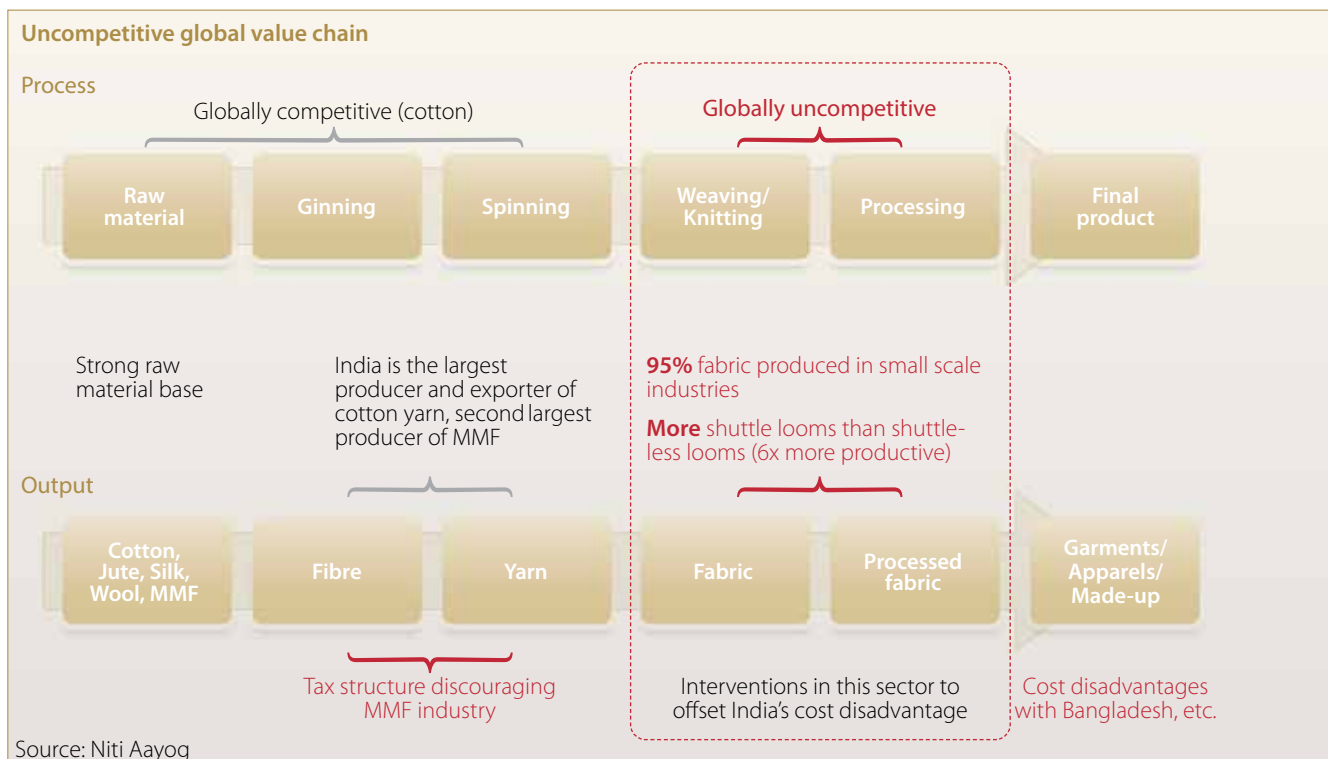 Uncompetitive global value chain
Process
Globally competitive (cotton)
Globally uncompetitive
Raw
material
Ginning
Spinning
Weaving/
Knitting
Processing
Final
product
Strong raw
material base
India is the largest
producer and exporter of
cotton yarn, second largest
producer of MMF
95% fabric produced in small scale
industries
More shuttle looms than shuttle-
less looms (6x more productive)
Output
Cotton,
Jute, Silk,
Wool, MMF
Fibre
Yarn
Fabric
Processed
fabric
Garments/
Apparels/
Made-up
Tax structure discouraging
MMF industry
Interventions in this sector to
offset India's cost disadvantage
Cost disadvantages
with Bangladesh, etc.
Source: Niti Aayog